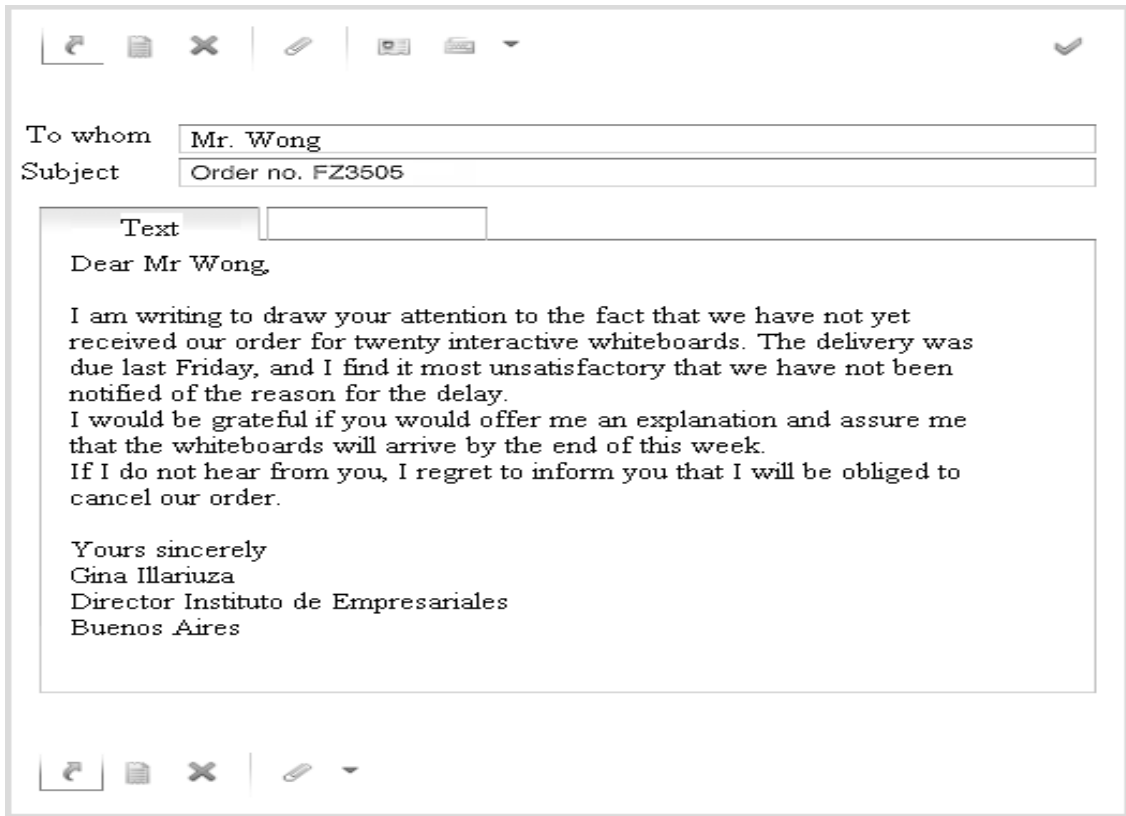 To whom Mr. Wong
Subject Order no. FZ3505
Text
Dear Mr Wong,
I am writing to draw your attention to the fact that we have not yet
received our order for twenty interactive whiteboards. The delivery was
due last Friday, and I find it most unsatisfactory that we have not been
notified of the reason for the delay.
I would be grateful if you would offer me an explanation and assure me
that the whiteboards will arrive by the end of this week.
If I do not hear from you, I regret to inform you that I will be obliged to
cancel our order.
Yours sincerely
Gina Illariuza
Director Instituto de Empresariales
Buenos Aires